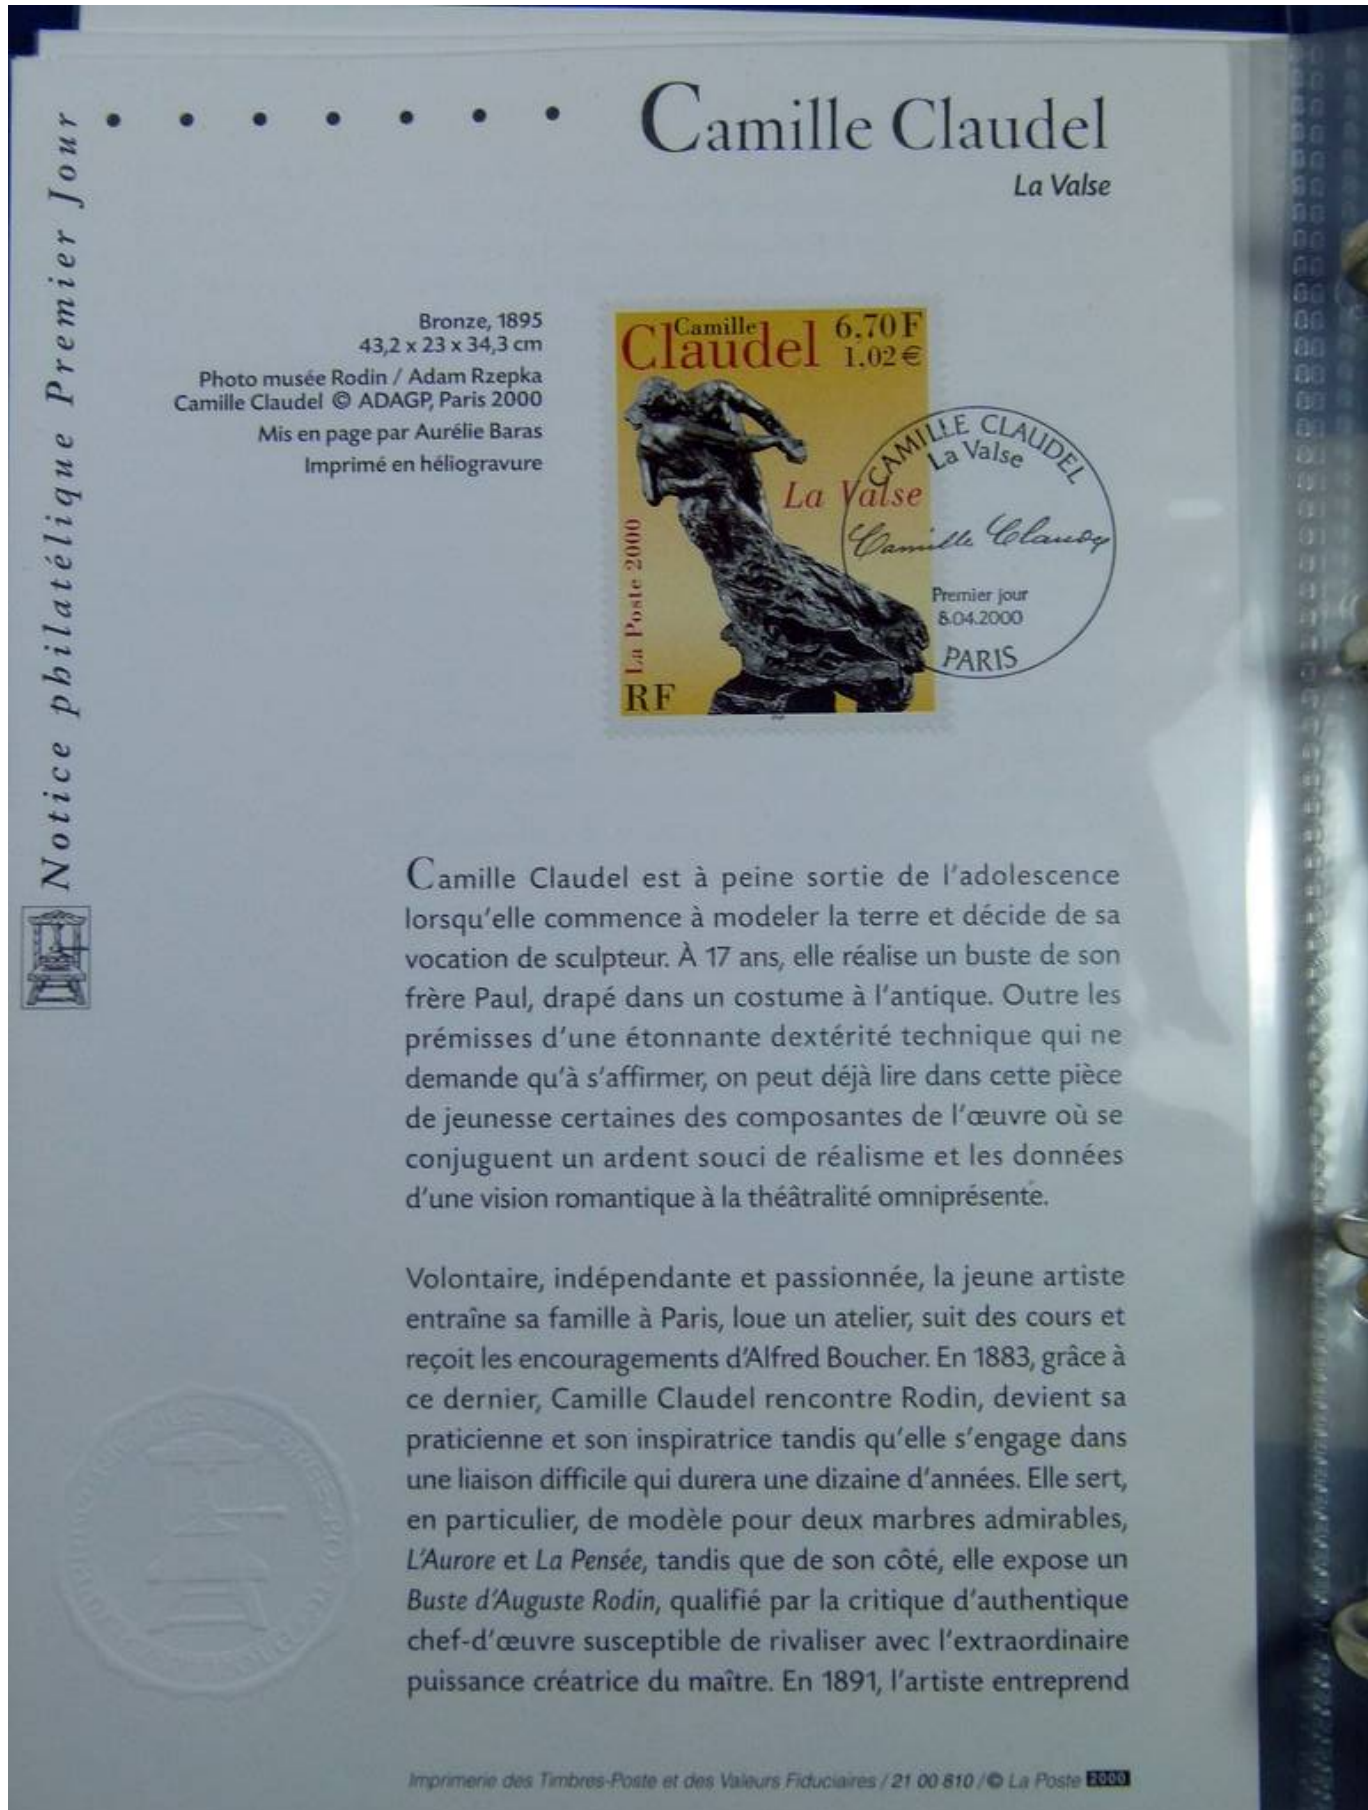 Notice philatélique Premier Jour
Camille Claudel
La Valse
Bronze, 1895
43,2 x 23 x 34,3 cm
Photo musée Rodin / Adam Rzepka
Camille Claudel © ADAGP, Paris 2000
Mis en page par Aurélie Baras
Imprimé en héliogravure
Camille
Claudel
6,70 F
1,02 €
La Valse
La Poste 2000
RF
CAMILLE CLAUDEL
La Valse
Camille Claudel
Premier jour
8.04.2000
PARIS
Camille Claudel est à peine sortie de l'adolescence
lorsqu'elle commence à modeler la terre et décide de sa
vocation de sculpteur. À 17 ans, elle réalise un buste de son
frère Paul, drapé dans un costume à l'antique. Outre les
prémisses d'une étonnante dextérité technique qui ne
demande qu'à s'affirmer, on peut déjà lire dans cette pièce
de jeunesse certaines des composantes de l'œuvre où se
conjuguent un ardent souci de réalisme et les données
d'une vision romantique à la théâtralité omniprésente.
Volontaire, indépendante et passionnée, la jeune artiste
entraîne sa famille à Paris, loue un atelier, suit des cours et
reçoit les encouragements d'Alfred Boucher. En 1883, grâce à
ce dernier, Camille Claudel rencontre Rodin, devient sa
praticienne et son inspiratrice tandis qu'elle s'engage dans
une liaison difficile qui durera une dizaine d'années. Elle sert,
en particulier, de modèle pour deux marbres admirables,
L'Aurore et La Pensée, tandis que de son côté, elle expose un
Buste d'Auguste Rodin, qualifié par la critique d'authentique
chef-d'œuvre susceptible de rivaliser avec l'extraordinaire
puissance créatrice du maître. En 1891, l'artiste entreprend
Imprimerie des Timbres-Poste et des Valeurs Fiduciaires / 21 00 810 / © La Poste 2000